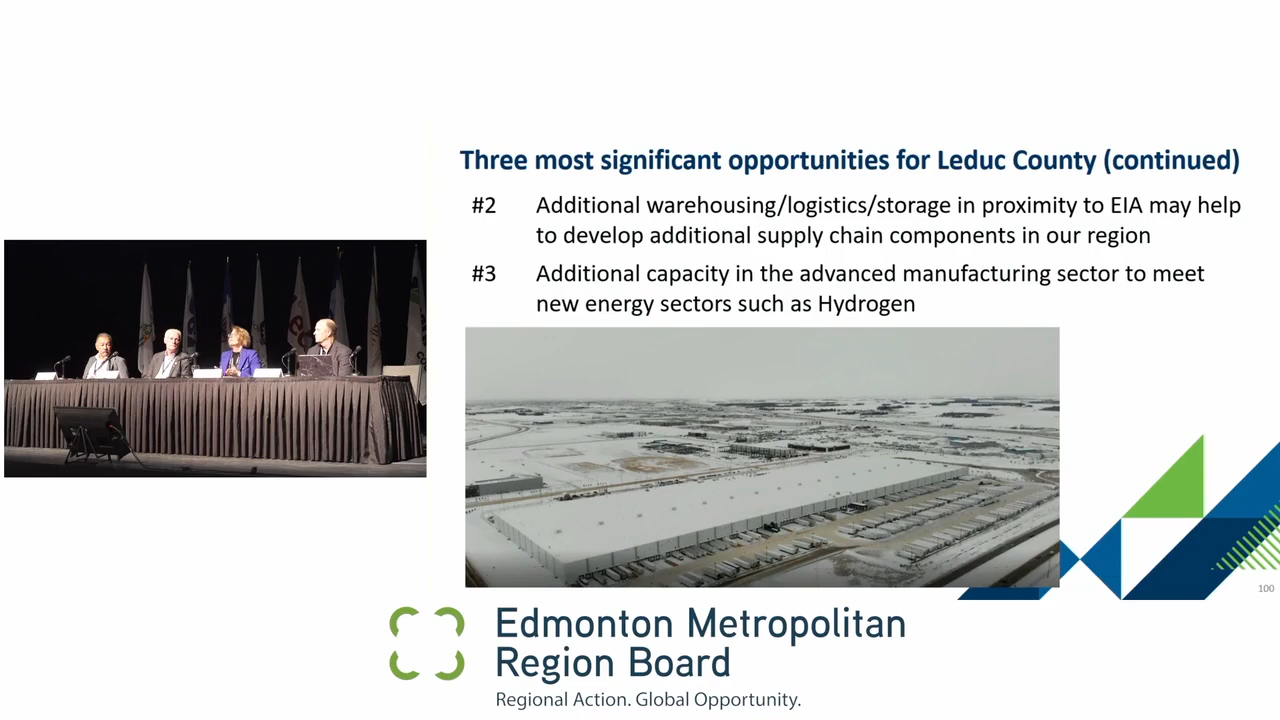 Three most significant opportunities for Leduc County (continued)
#2 Additional warehousing/logistics/storage in proximity to EIA may help
to develop additional supply chain components in our region
#3 Additional capacity in the advanced manufacturing sector to meet
new energy sectors such as Hydrogen
100
Edmonton Metropolitan
Region Board
Regional Action. Global Opportunity.